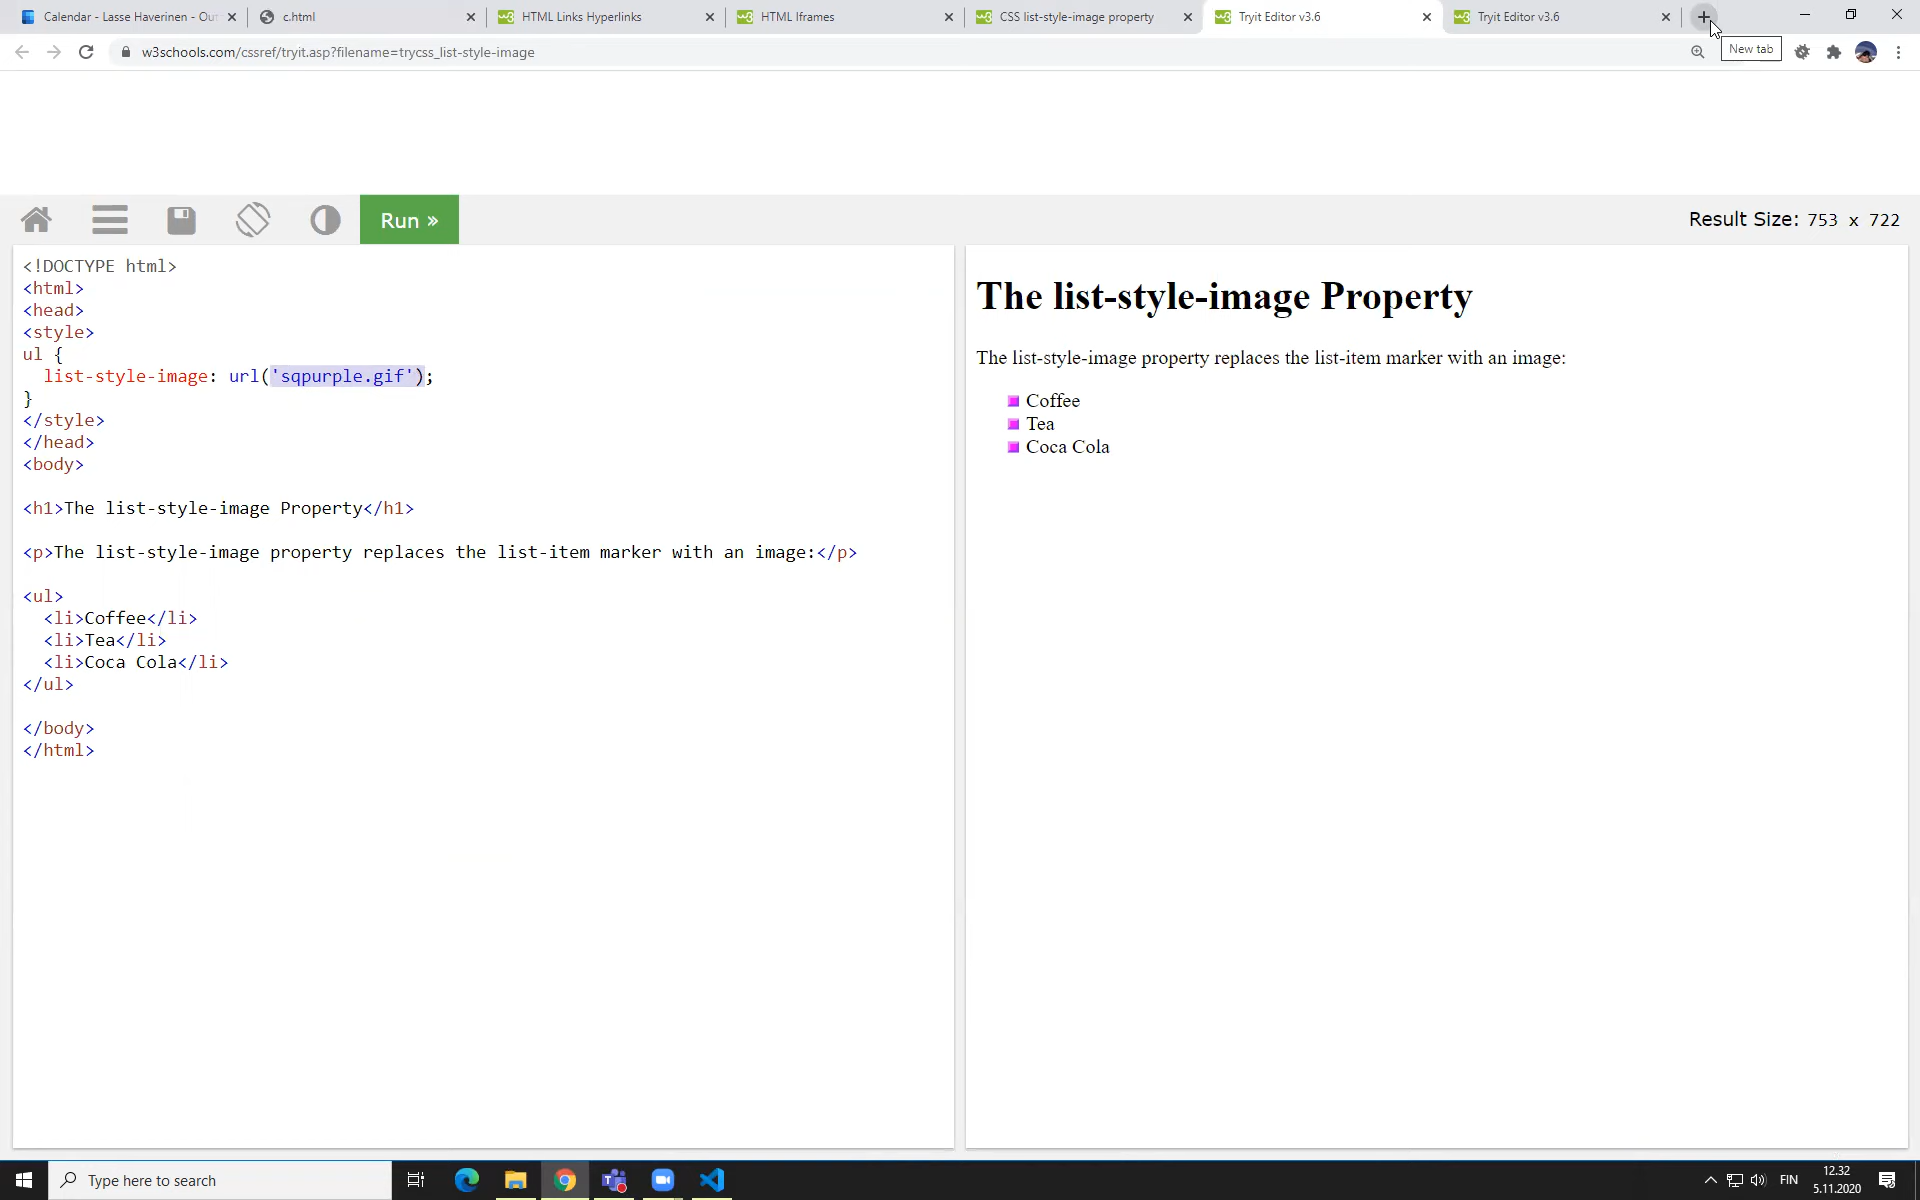 Calendar - Lasse Haverinen - Out
c.html
HTML Links Hyperlinks
HTML Iframes
CSS list-style-image property
Tryit Editor v3.6
Tryit Editor v3.6
w3schools.com/cssref/tryit.asp?filename=trycss_list-style-image
New tab
Run »
Result Size: 753 x 722
<!DOCTYPE html>
<html>
<head>
<style>
ul {
  list-style-image: url('sqpurple.gif');
}
</style>
</head>
<body>
<h1>The list-style-image Property</h1>
<p>The list-style-image property replaces the list-item marker with an image:</p>
<ul>
  <li>Coffee</li>
  <li>Tea</li>
  <li>Coca Cola</li>
</ul>
</body>
</html>
The list-style-image Property
The list-style-image property replaces the list-item marker with an image:
Coffee
Tea
Coca Cola
Type here to search
FIN
12.32
5.11.2020